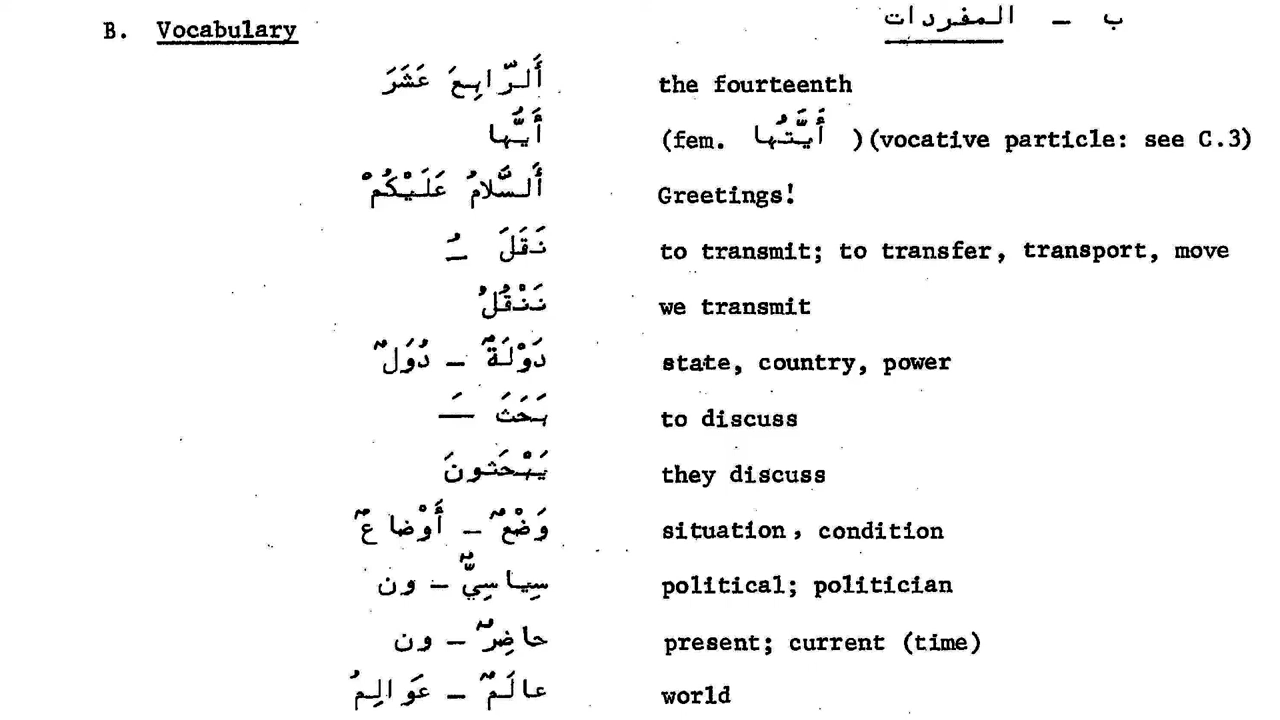 B. Vocabulary ب – المفردات
أَلرّابِعَ عَشَرَ the fourteenth
أَيُّها (fem. أَيَّتُها )(vocative particle: see C.3)
أَلسَّلامُ عَلَيْكُمْ Greetings!
نَقَلَ ـُ to transmit; to transfer, transport, move
نَنْقُلُ we transmit
دَوْلَةٌ – دُوَلٌ state, country, power
بَحَثَ ـَ to discuss
يَبْحَثونَ they discuss
وَضْعٌ – أَوْضاعٌ situation, condition
سِياسِيٌّ – ون political; politician
حاضِرٌ – ون present; current (time)
عالَمٌ – عَوالِمُ world